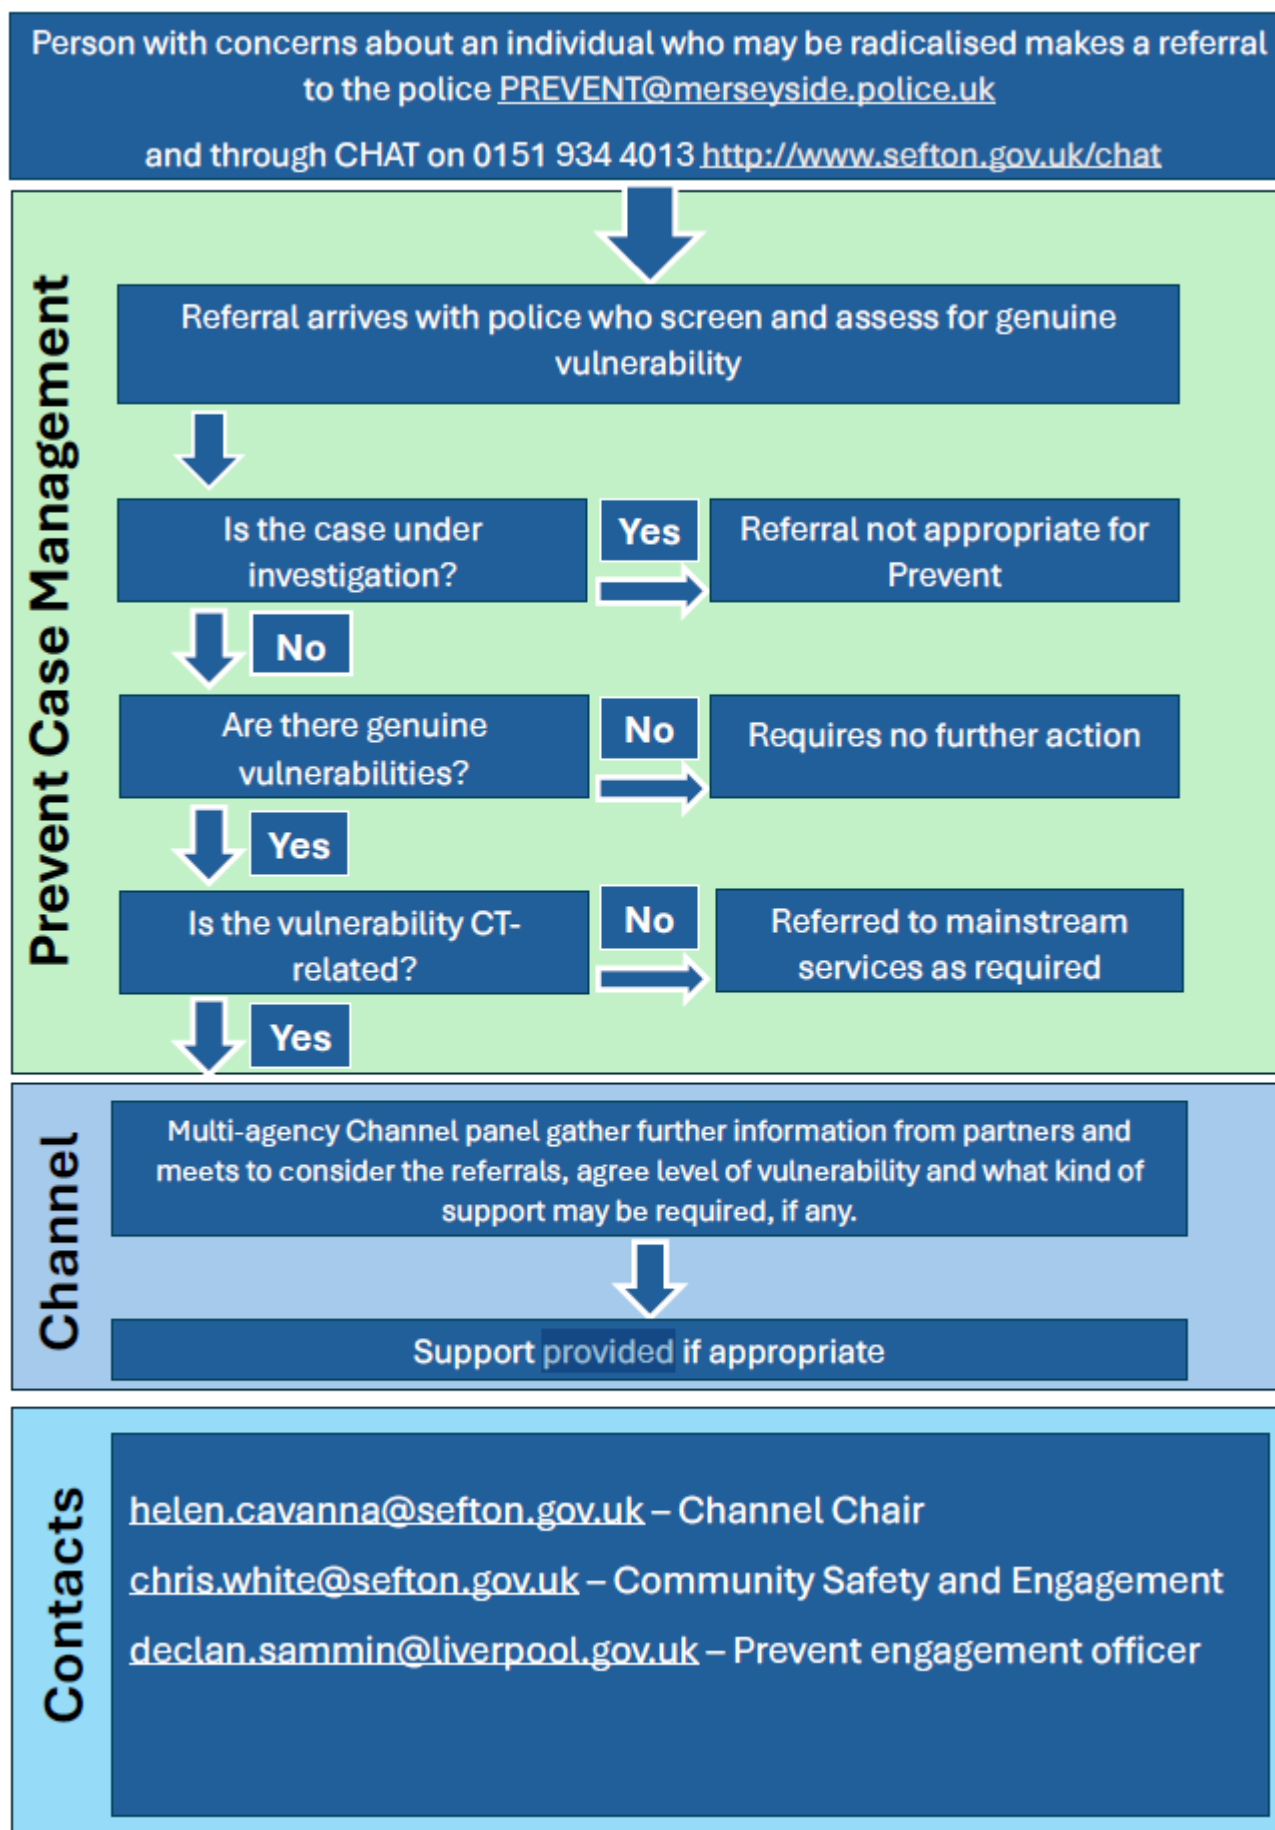 Person with concerns about an individual who may be radicalised makes a referral
to the police PREVENT@merseyside.police.uk
and through CHAT on 0151 934 4013 http://www.sefton.gov.uk/chat
Prevent Case Management
Referral arrives with police who screen and assess for genuine
vulnerability
Is the case under
investigation?
Yes
Referral not appropriate for
Prevent
No
Are there genuine
vulnerabilities?
No
Requires no further action
Yes
Is the vulnerability CT-
related?
No
Referred to mainstream
services as required
Yes
Channel
Multi-agency Channel panel gather further information from partners and
meets to consider the referrals, agree level of vulnerability and what kind of
support may be required, if any.
Support provided if appropriate
Contacts
helen.cavanna@sefton.gov.uk – Channel Chair
chris.white@sefton.gov.uk – Community Safety and Engagement
declan.sammin@liverpool.gov.uk – Prevent engagement officer